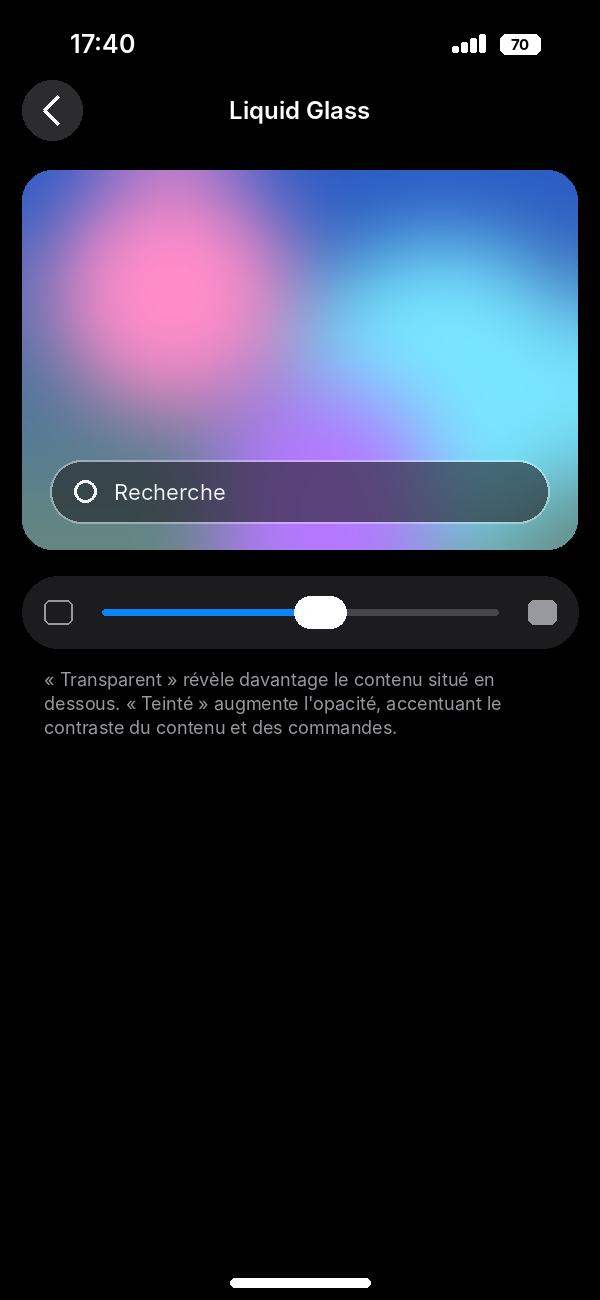 17:40
70
Liquid Glass
Recherche
« Transparent » révèle davantage le contenu situé en
dessous. « Teinté » augmente l'opacité, accentuant le
contraste du contenu et des commandes.